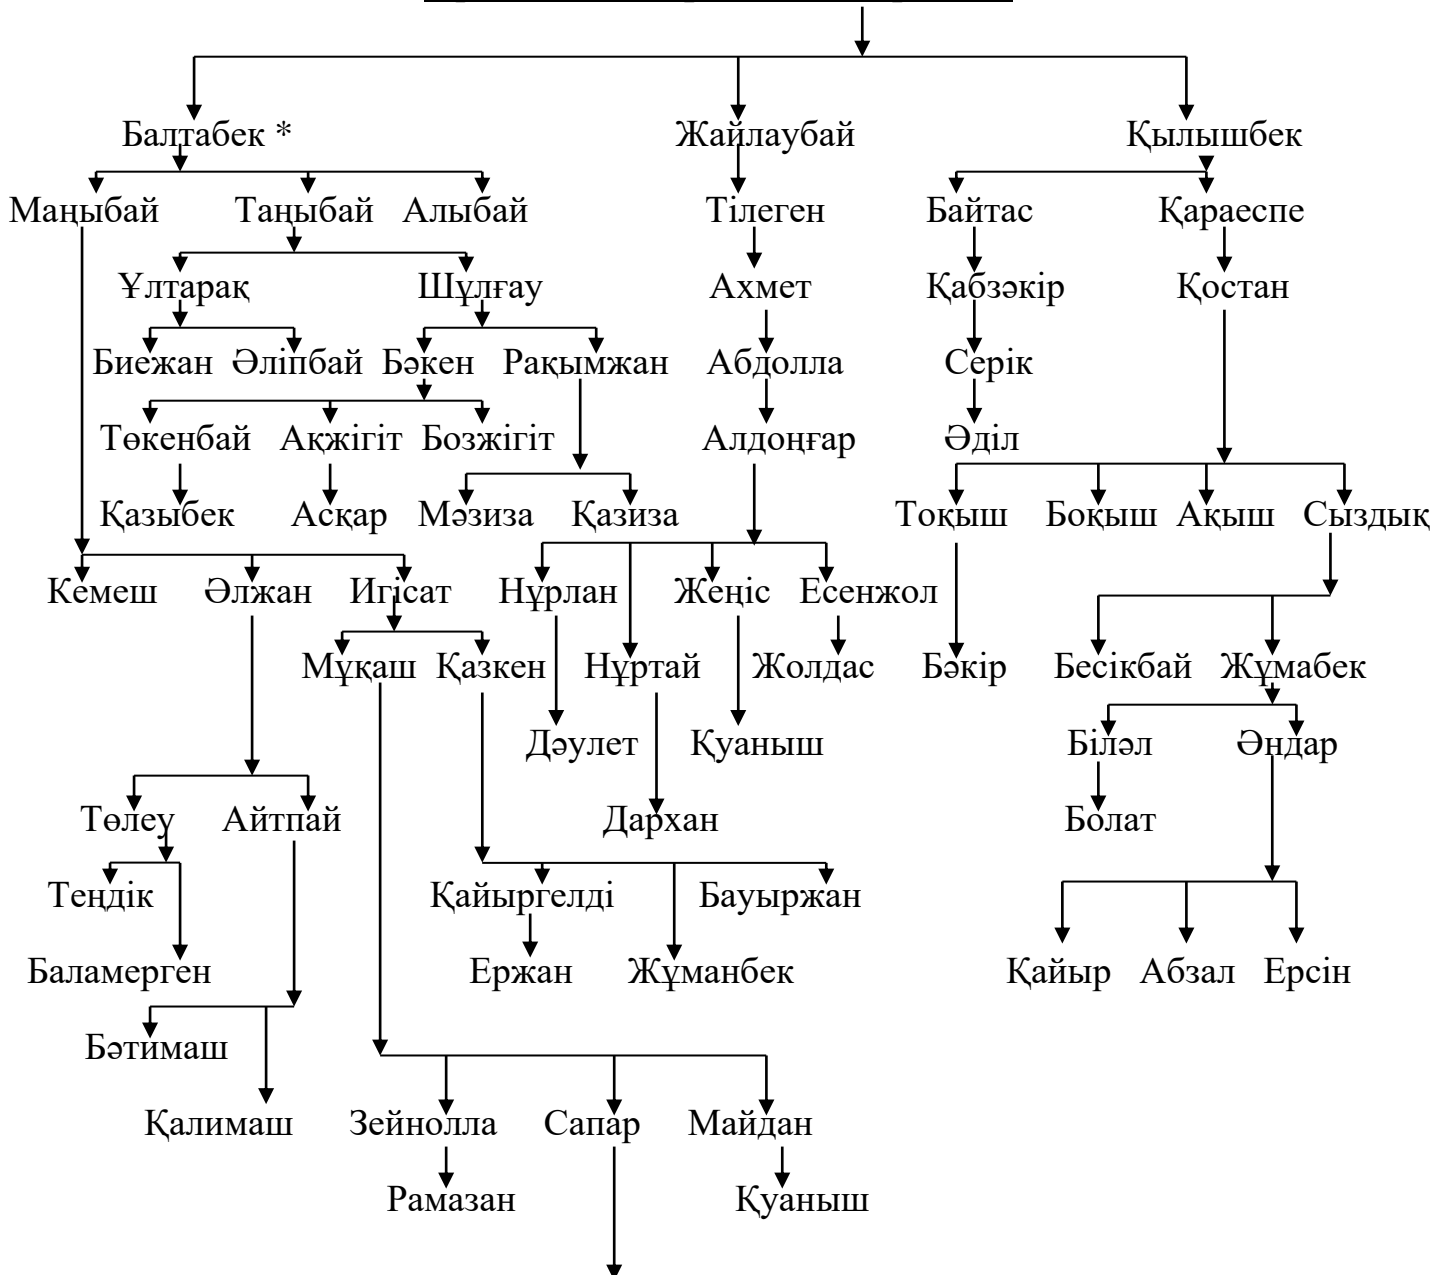 Балтабек * Жайлаубай Қылышбек
Маңыбай Таңыбай Алыбай Тілеген Байтас Қараеспе
Ұлтарақ Шұлғау Ахмет Қабзәкір Қостан
Биежан Әліпбай Бәкен Рақымжан Абдолла Серік
Төкенбай Ақжігіт Бозжігіт Алдоңғар Әділ
Қазыбек Асқар Мәзиза Қазиза Тоқыш Боқыш Ақыш Сыздық
Кемеш Әлжан Игісат Нұрлан Жеңіс Есенжол
Мұқаш Қазкен Нұртай Жолдас Бәкір Бесікбай Жұмабек
Дәулет Қуаныш Біләл Әндар
Төлеу Айтпай Дархан Болат
Теңдік Қайыргелді Бауыржан
Баламерген Ержан Жұманбек Қайыр Абзал Ерсін
Бәтимаш
Қалимаш Зейнолла Сапар Майдан
Рамазан Қуаныш